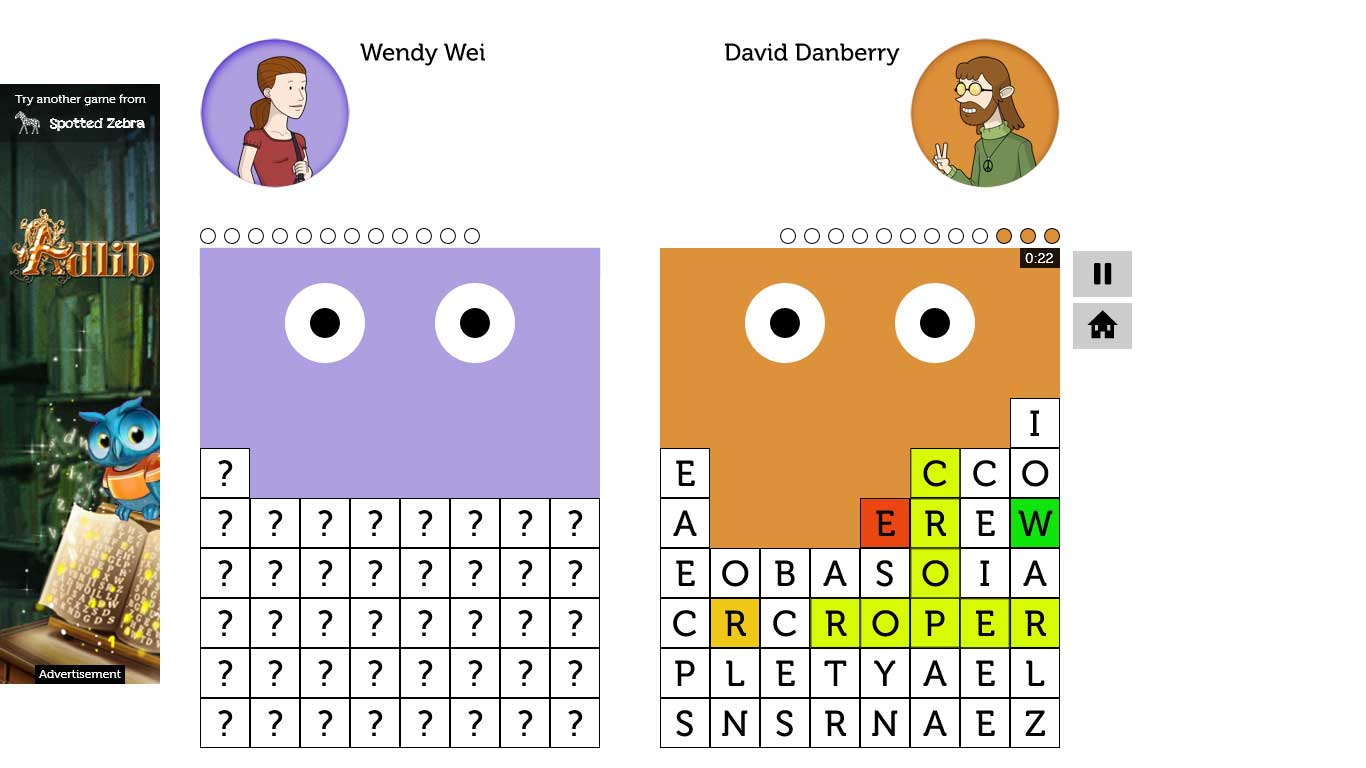 Wendy Wei
David Danberry
Try another game from
Spotted Zebra
Adlib
0:22
I
? E C C O
? ? ? ? ? ? ? ? A E R E W
? ? ? ? ? ? ? ? E O B A S O I A
? ? ? ? ? ? ? ? C R C R O P E R
? ? ? ? ? ? ? ? P L E T Y A E L
? ? ? ? ? ? ? ? S N S R N A E Z
Advertisement